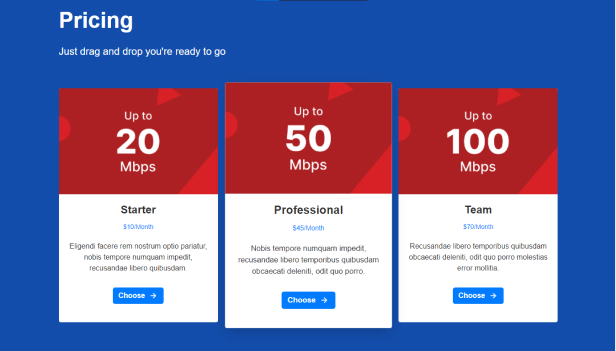 Pricing
Just drag and drop you're ready to go
Up to
20
Mbps
Starter
$10/Month
Eligendi facere rem nostrum optio pariatur,
nobis tempore numquam impedit,
recusandae libero quibusdam.
Choose →
Up to
50
Mbps
Professional
$45/Month
Nobis tempore numquam impedit,
recusandae libero temporibus quibusdam
obcaecati deleniti, odit quo porro.
Choose →
Up to
100
Mbps
Team
$70/Month
Recusandae libero temporibus quibusdam
obcaecati deleniti, odit quo porro molestias
error mollitia.
Choose →